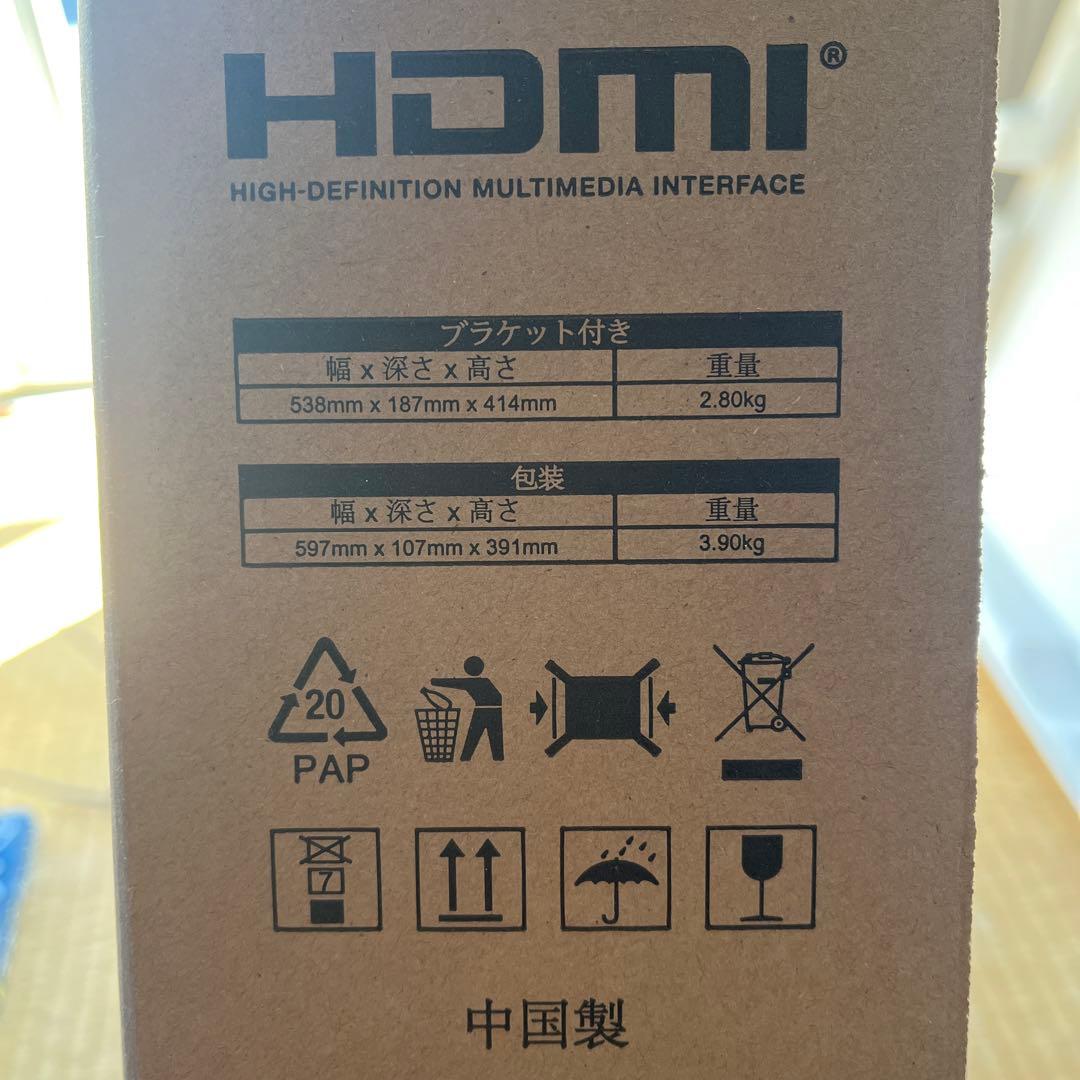 HDMI®
HIGH-DEFINITION MULTIMEDIA INTERFACE
ブラケット付き
幅 x 深さ x 高さ 重量
538mm x 187mm x 414mm 2.80kg
包装
幅 x 深さ x 高さ 重量
597mm x 107mm x 391mm 3.90kg
20
PAP
7
中国製